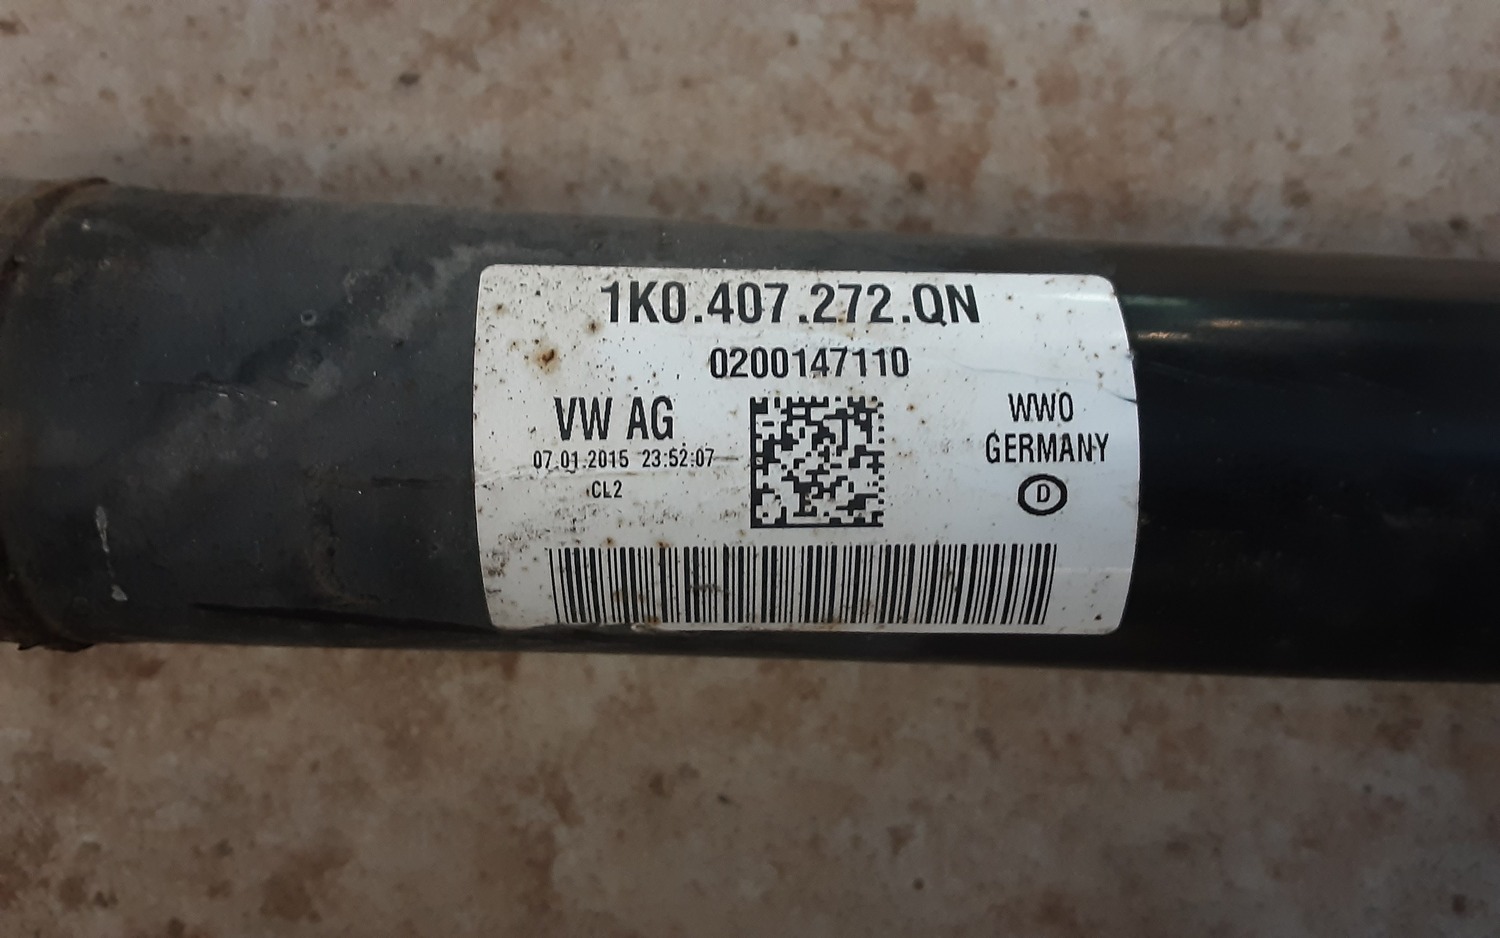 1K0.407.272.QN
0200147110
VW AG
07.01.2015 23:52:07
CL2
WWO
GERMANY
D